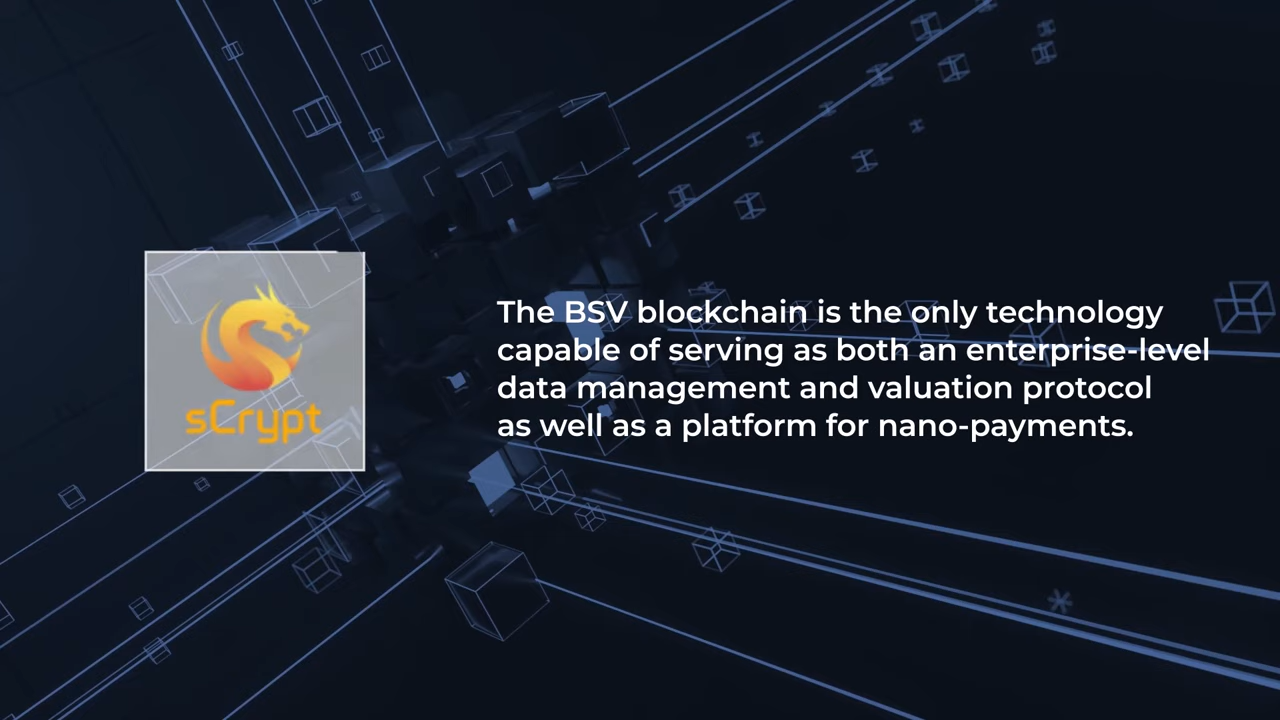 sCrypt
The BSV blockchain is the only technology
capable of serving as both an enterprise-level
data management and valuation protocol
as well as a platform for nano-payments.